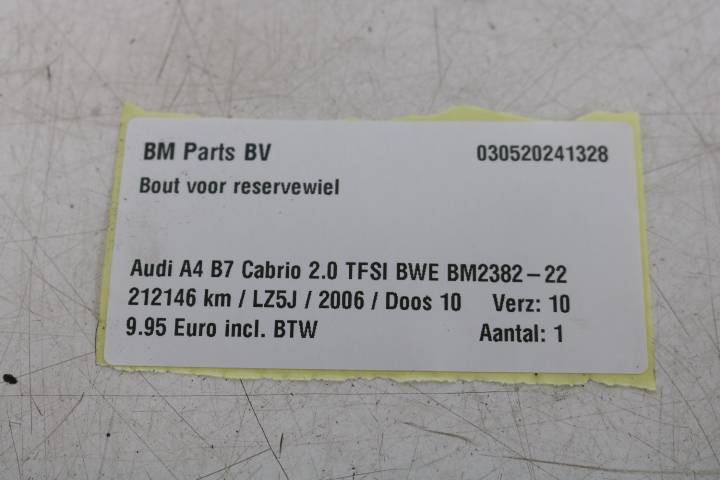 BM Parts BV 030520241328
Bout voor reservewiel
Audi A4 B7 Cabrio 2.0 TFSI BWE BM2382-22
212146 km / LZ5J / 2006 / Doos 10 Verz: 10
9.95 Euro incl. BTW Aantal: 1